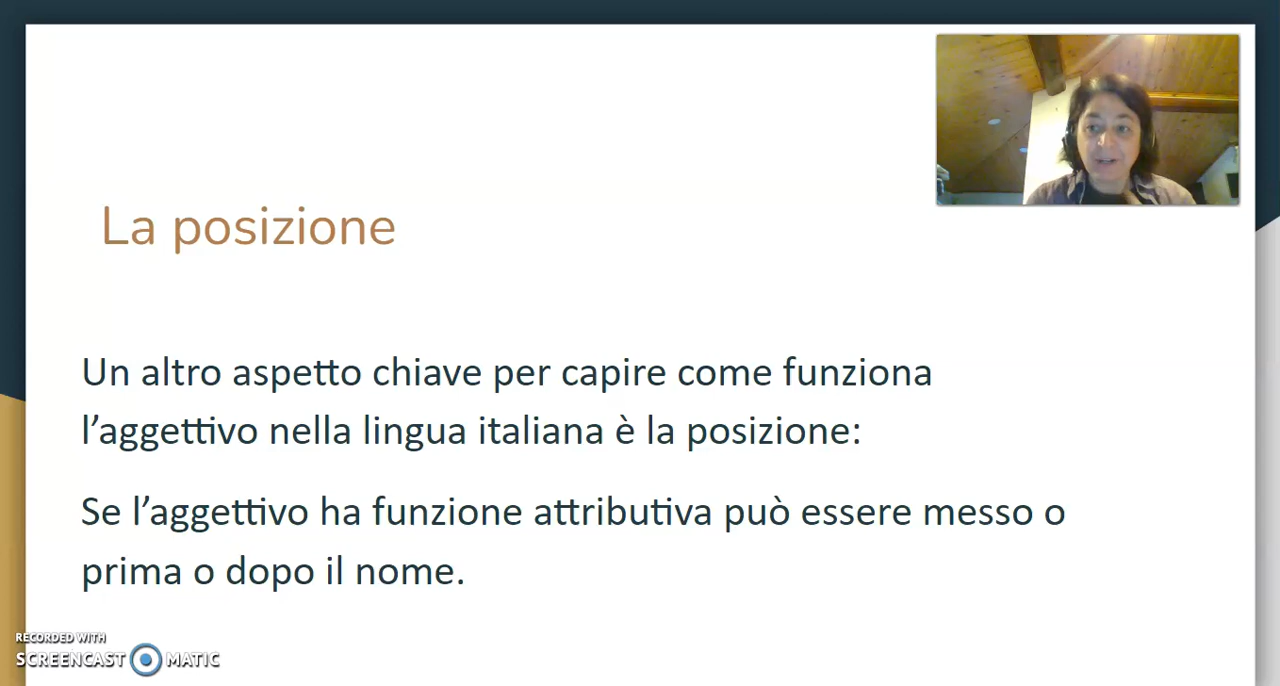 La posizione
Un altro aspetto chiave per capire come funziona
l’aggettivo nella lingua italiana è la posizione:
Se l’aggettivo ha funzione attributiva può essere messo o
prima o dopo il nome.
RECORDED WITH
SCREENCAST MATIC